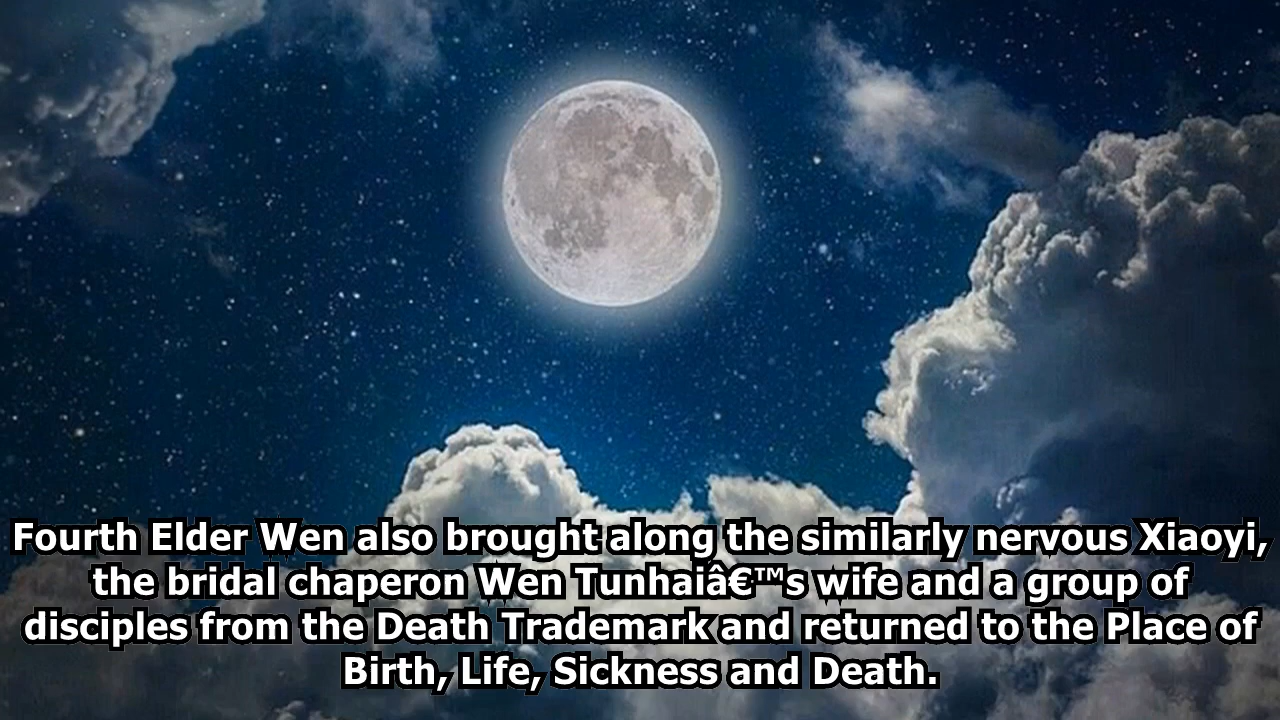 Fourth Elder Wen also brought along the similarly nervous Xiaoyi,
the bridal chaperon Wen Tunhaiâ€™s wife and a group of
disciples from the Death Trademark and returned to the Place of
Birth, Life, Sickness and Death.